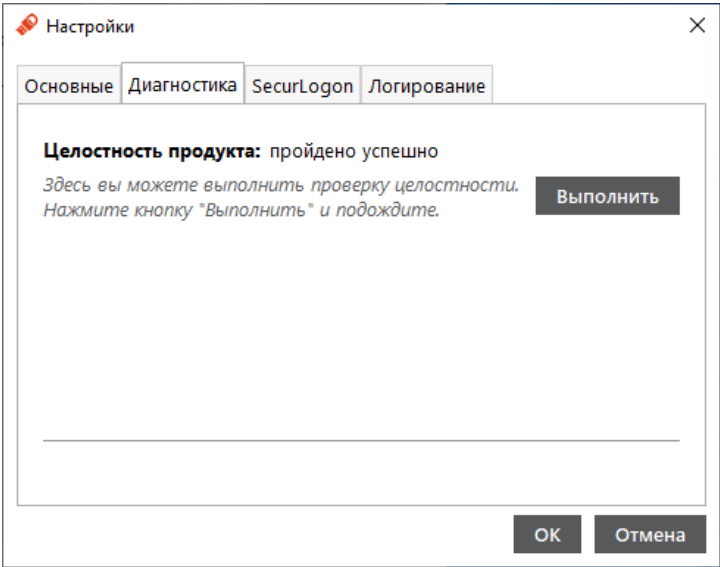 Настройки
Основные Диагностика SecurLogon Логирование
Целостность продукта: пройдено успешно
Здесь вы можете выполнить проверку целостности.
Нажмите кнопку "Выполнить" и подождите.
Выполнить
ОК Отмена